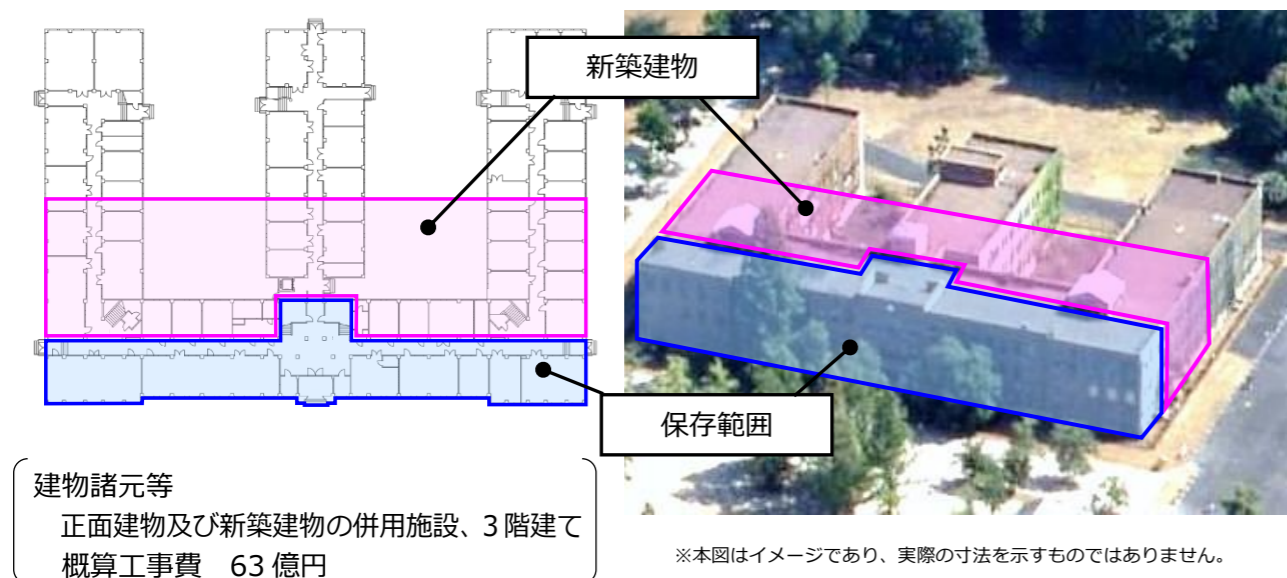 新築建物
保存範囲
建物諸元等
正面建物及び新築建物の併用施設、3階建て
概算工事費　63億円
※本図はイメージであり、実際の寸法を示すものではありません。